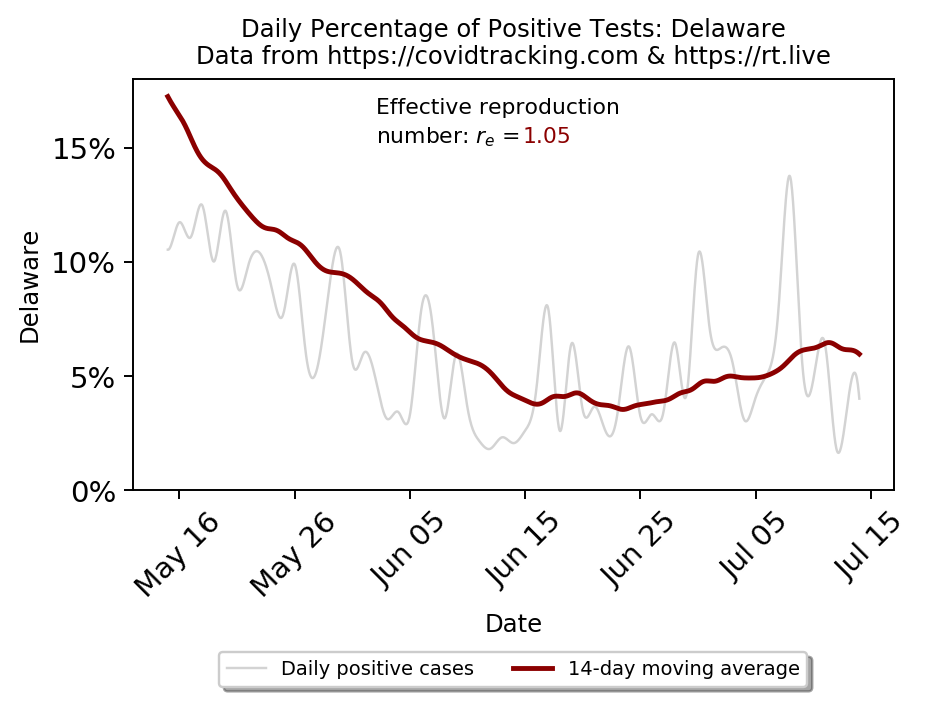 Daily Percentage of Positive Tests: Delaware
Data from https://covidtracking.com & https://rt.live
Effective reproduction
number: rₑ =1.05
15%
10%
5%
0%
Delaware
May 16
May 26
Jun 05
Jun 15
Jun 25
Jul 05
Jul 15
Date
Daily positive cases
14-day moving average